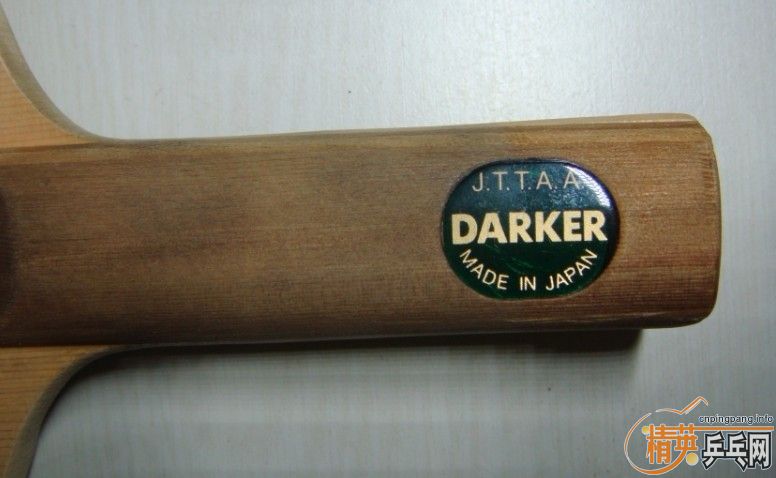 J.T.T.A.A.
DARKER
MADE IN JAPAN
cnpingpang.info
精英乒乓网